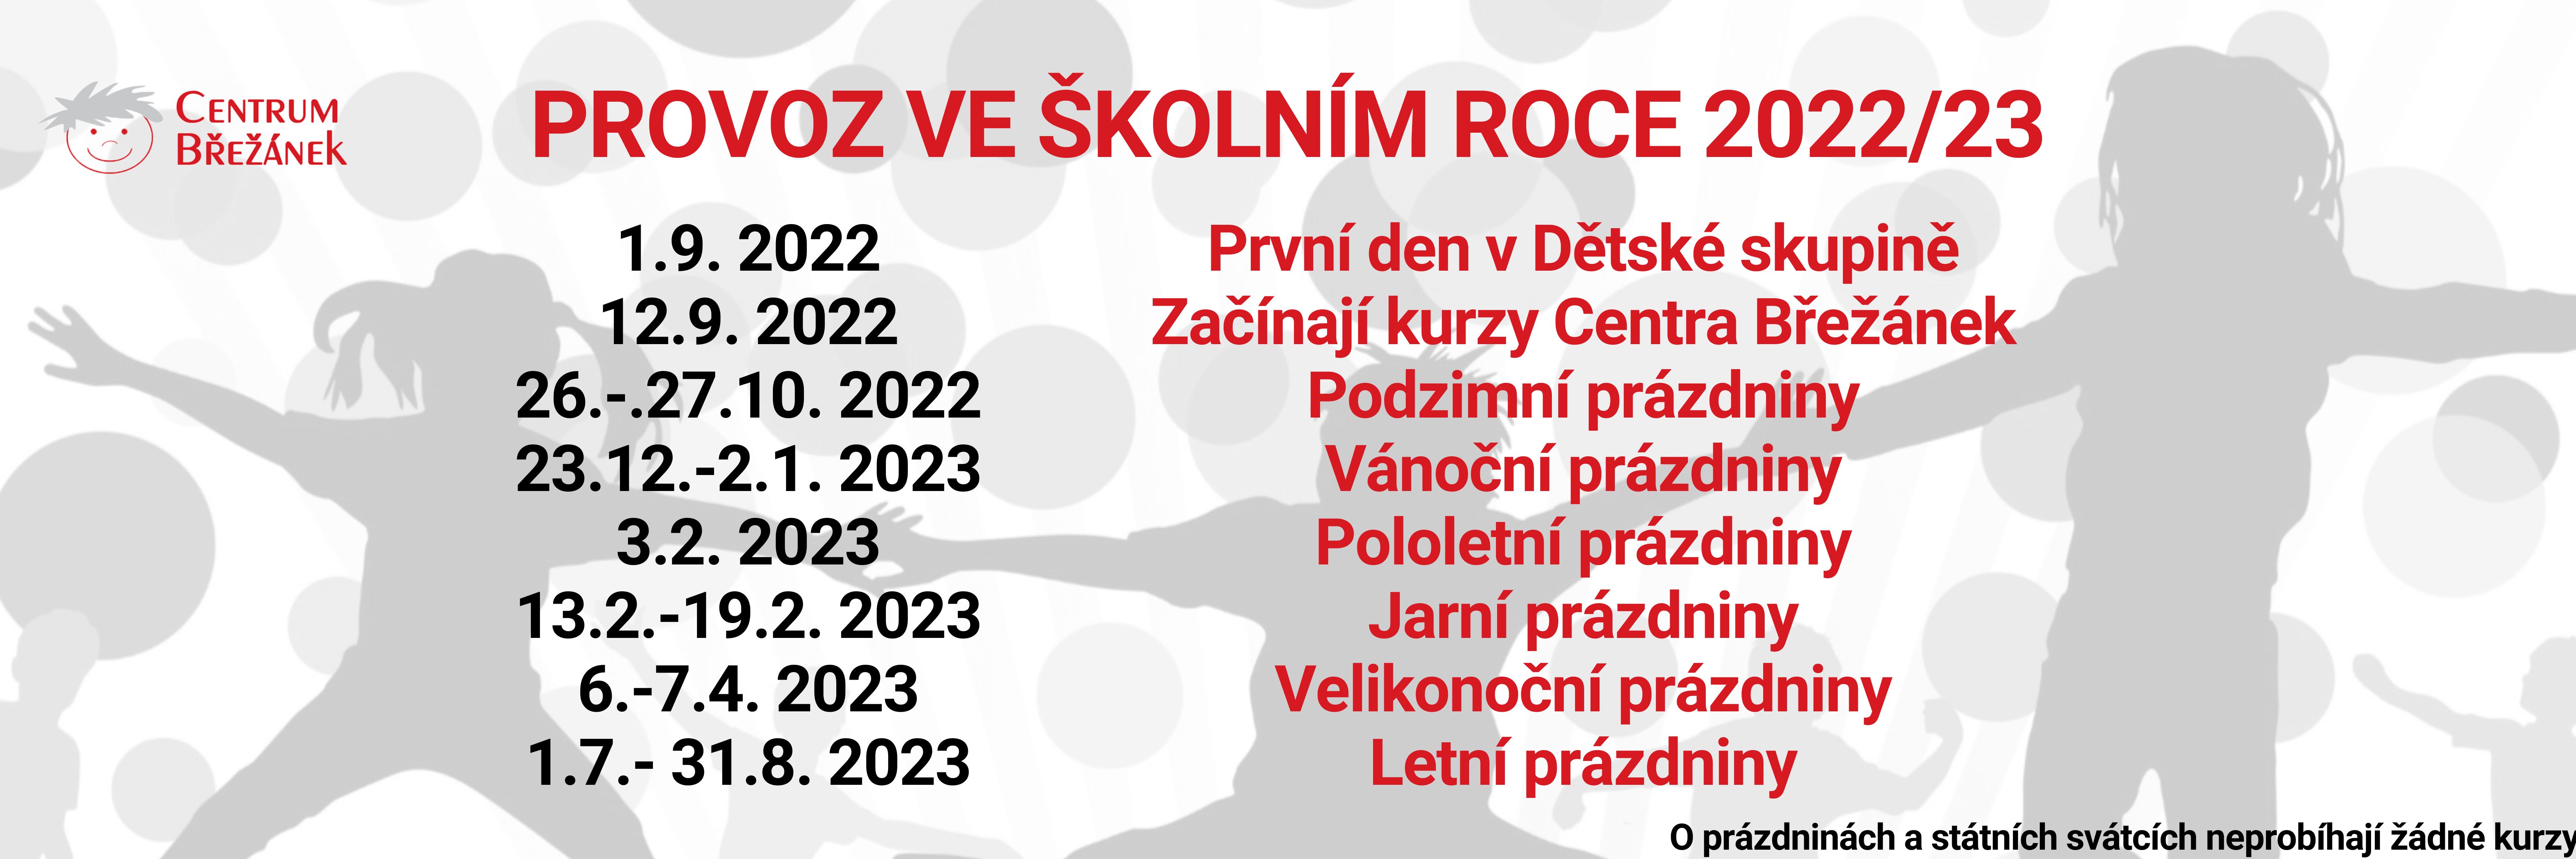 CENTRUM
BŘEŽÁNEK
PROVOZ VE ŠKOLNÍM ROCE 2022/23
1.9. 2022 První den v Dětské skupině
12.9. 2022 Začínají kurzy Centra Břežánek
26.-.27.10. 2022 Podzimní prázdniny
23.12.-2.1. 2023 Vánoční prázdniny
3.2. 2023 Pololetní prázdniny
13.2.-19.2. 2023 Jarní prázdniny
6.-7.4. 2023 Velikonoční prázdniny
1.7.- 31.8. 2023 Letní prázdniny
O prázdninách a státních svátcích neprobíhají žádné kurzy